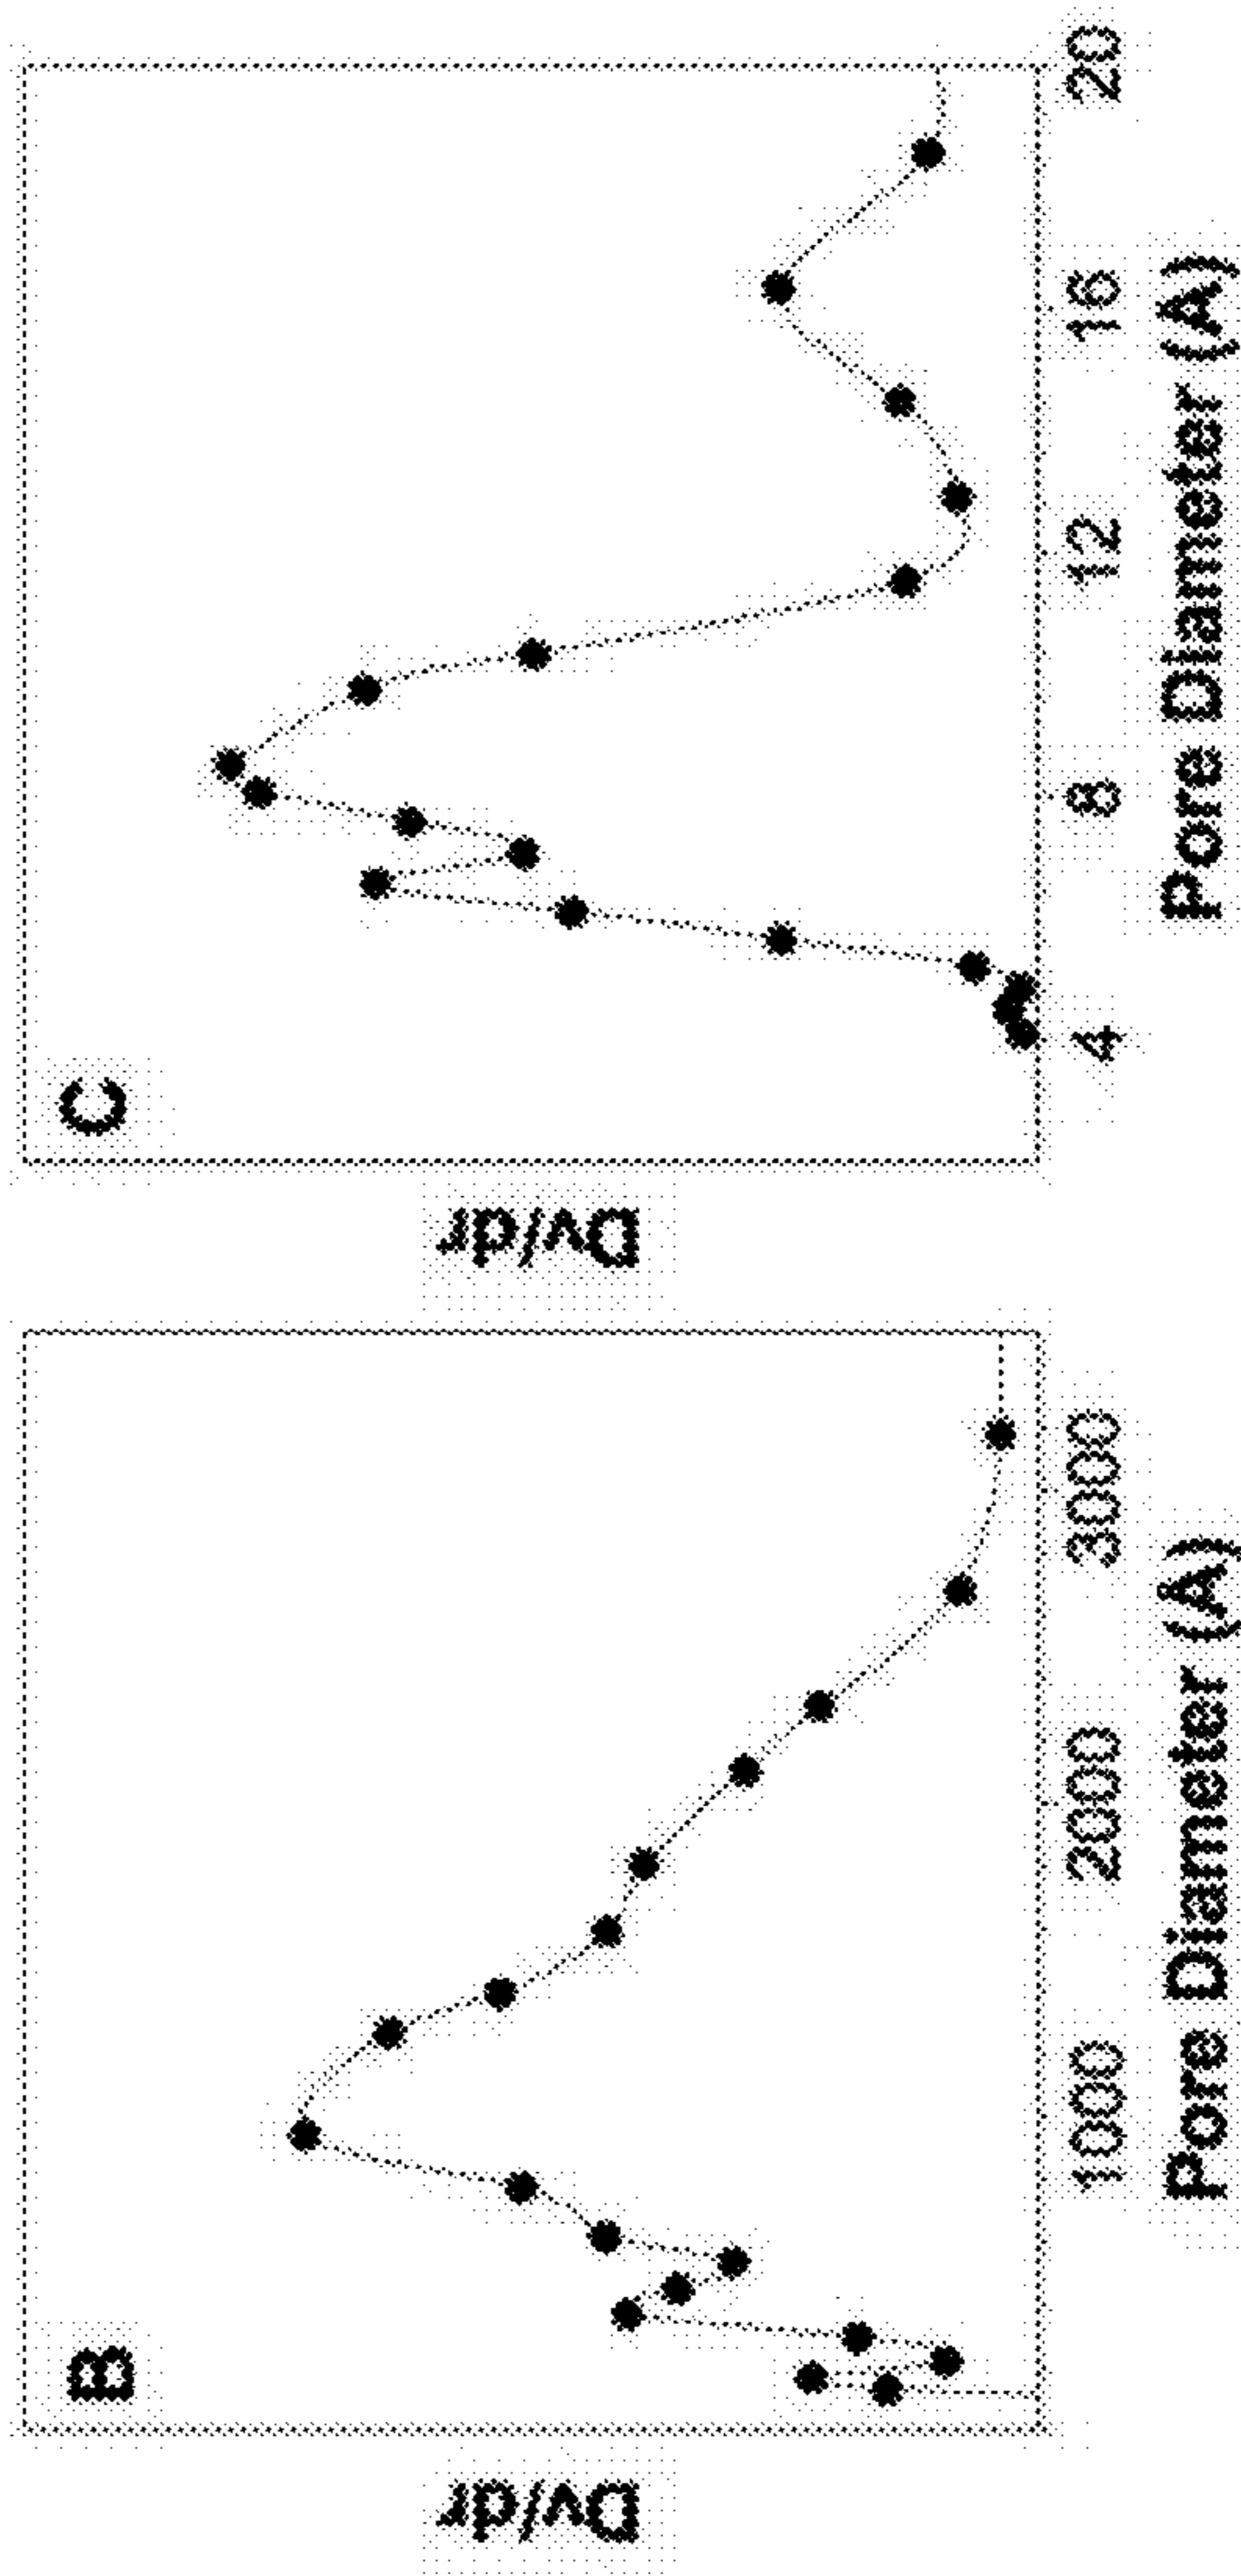 B
Dv/dr
1000 2000 3000
Pore Diameter (Å)
C
Dv/dr
4 8 12 16 20
Pore Diameter (A)